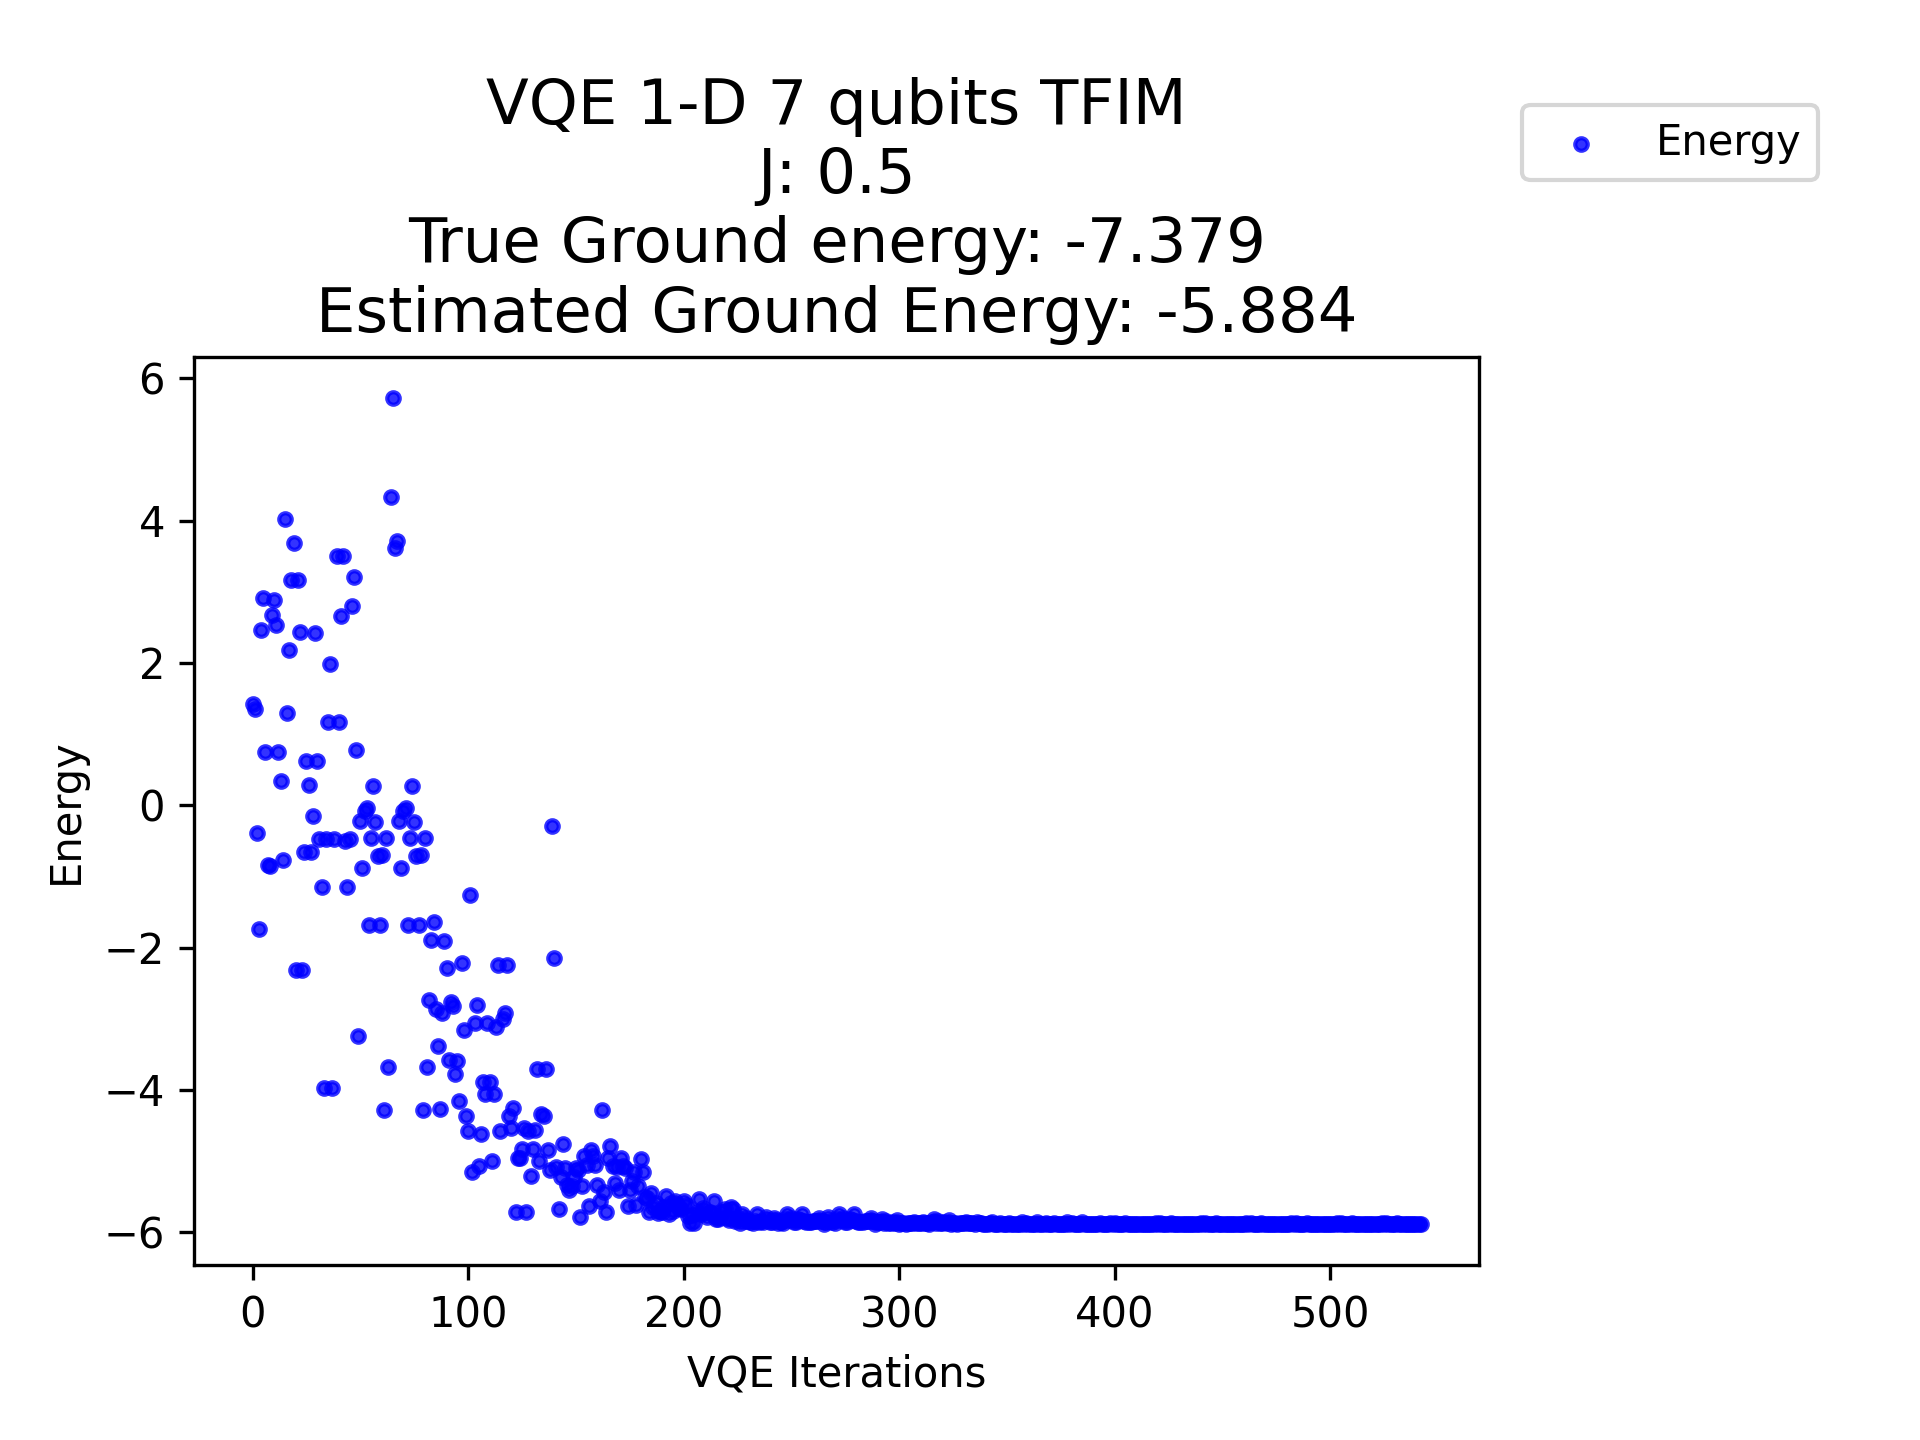 VQE 1-D 7 qubits TFIM
J: 0.5
True Ground energy: -7.379
Estimated Ground Energy: -5.884
Energy
6
4
2
0
−2
−4
−6
Energy
0
100
200
300
400
500
VQE Iterations